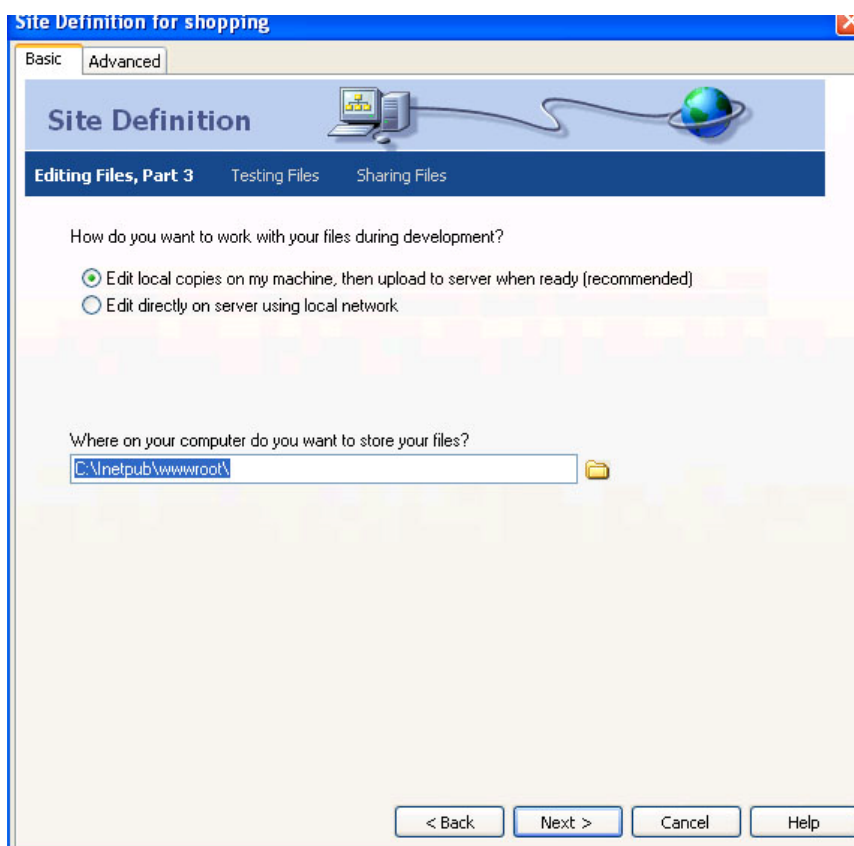 Site Definition for shopping
Basic Advanced
Site Definition
Editing Files, Part 3 Testing Files Sharing Files
How do you want to work with your files during development?
Edit local copies on my machine, then upload to server when ready (recommended)
Edit directly on server using local network
Where on your computer do you want to store your files?
C:\Inetpub\wwwroot\
< Back Next > Cancel Help